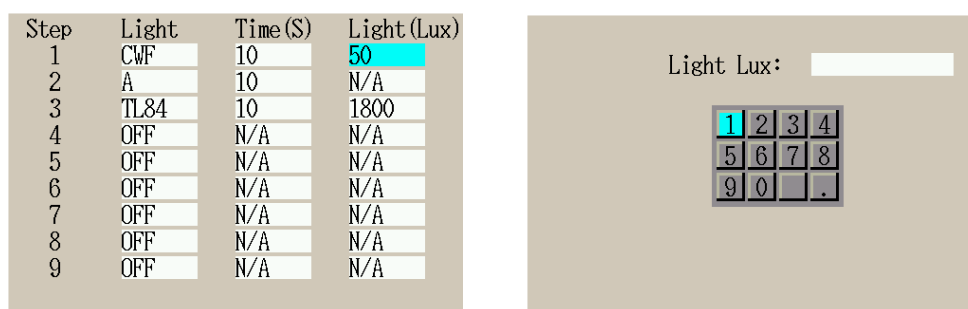 Step Light Time(S) Light(Lux)
1 CWF 10 50
2 A 10 N/A
3 TL84 10 1800
4 OFF N/A N/A
5 OFF N/A N/A
6 OFF N/A N/A
7 OFF N/A N/A
8 OFF N/A N/A
9 OFF N/A N/A
Light Lux:
1 2 3 4
5 6 7 8
9 0 .